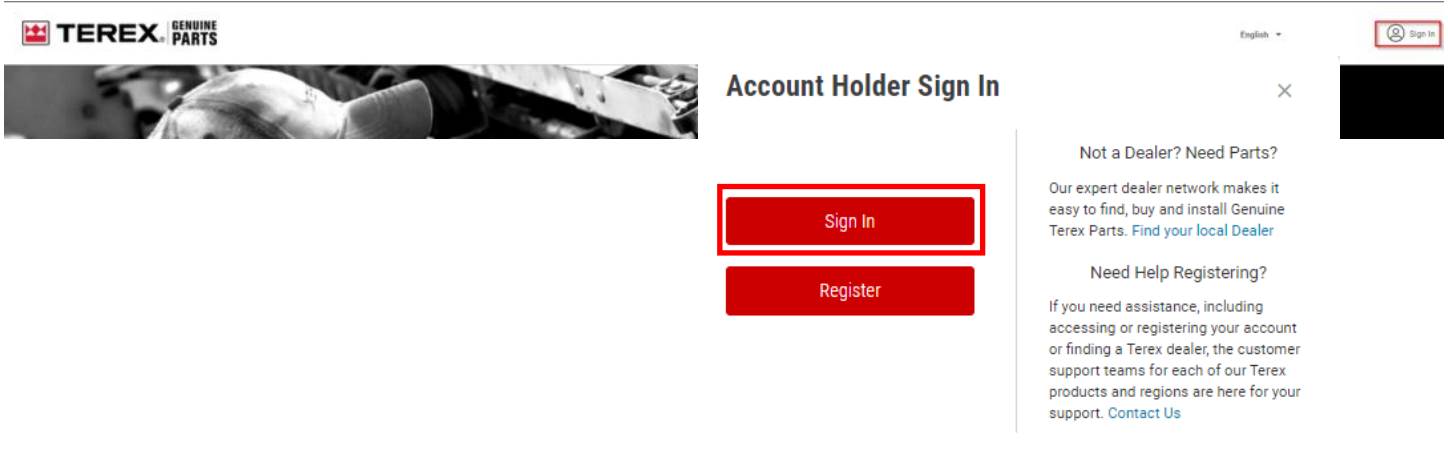 TEREX® GENUINE PARTS
English
Sign In
Account Holder Sign In
Sign In
Register
Not a Dealer? Need Parts?
Our expert dealer network makes it
easy to find, buy and install Genuine
Terex Parts. Find your local Dealer
Need Help Registering?
If you need assistance, including
accessing or registering your account
or finding a Terex dealer, the customer
support teams for each of our Terex
products and regions are here for your
support. Contact Us